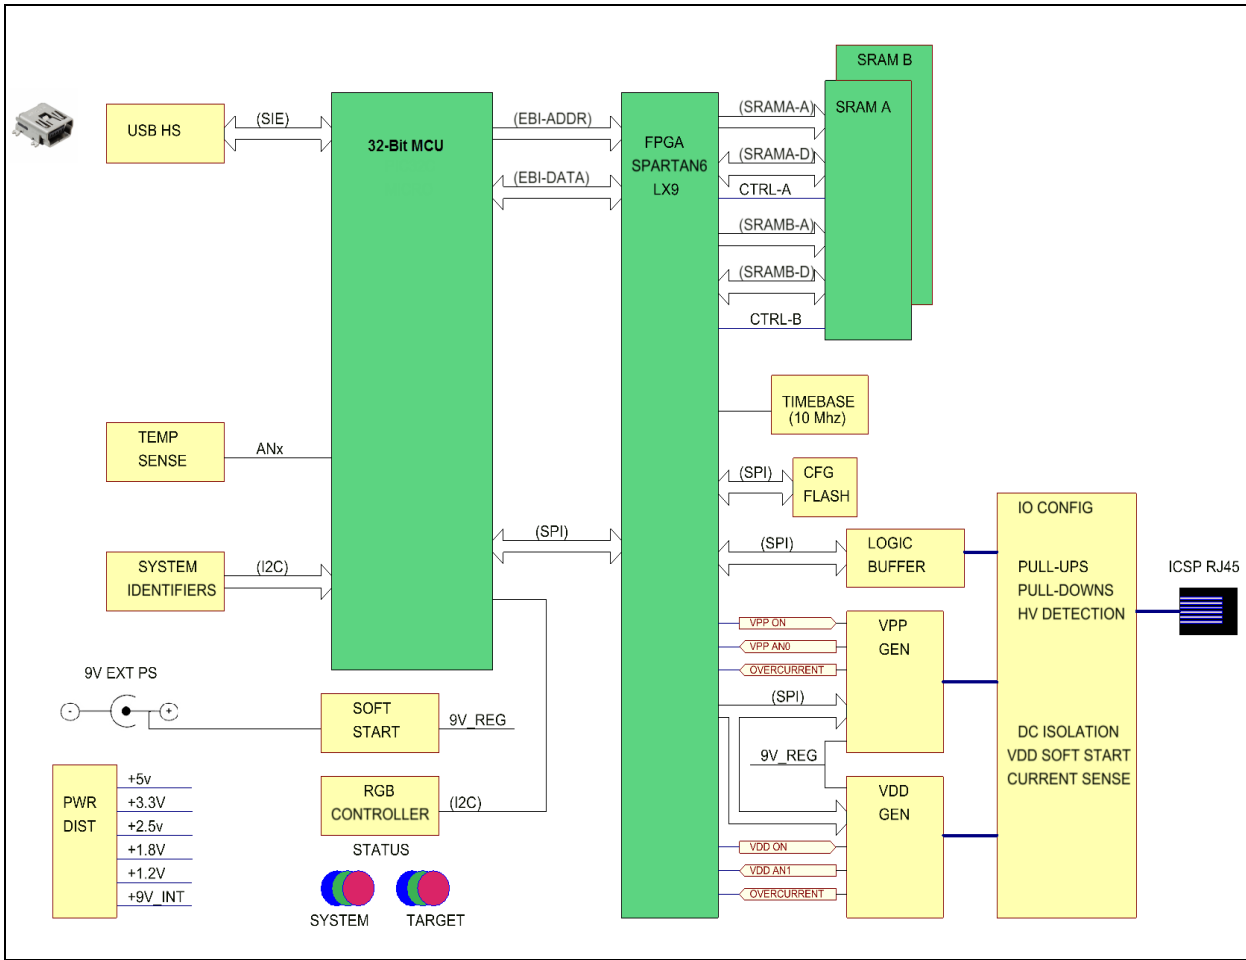 SRAM B
SRAM A
USB HS
(SIE)
32-Bit MCU
(EBI-ADDR)
(EBI-DATA)
FPGA
SPARTAN6
LX9
(SRAMA-A)
(SRAMA-D)
CTRL-A
(SRAMB-A)
(SRAMB-D)
CTRL-B
TIMEBASE
(10 Mhz)
TEMP
SENSE
ANx
(SPI)
CFG
FLASH
SYSTEM
IDENTIFIERS
(I2C)
(SPI)
(SPI)
LOGIC
BUFFER
IO CONFIG
PULL-UPS
PULL-DOWNS
HV DETECTION
DC ISOLATION
VDD SOFT START
CURRENT SENSE
ICSP RJ45
VPP ON
VPP AN0
OVERCURRENT
(SPI)
VPP
GEN
9V_REG
VDD
GEN
VDD ON
VDD AN1
OVERCURRENT
9V EXT PS
-
+
SOFT
START
9V_REG
RGB
CONTROLLER
(I2C)
STATUS
SYSTEM
TARGET
PWR
DIST
+5v
+3.3V
+2.5v
+1.8V
+1.2V
+9V_INT